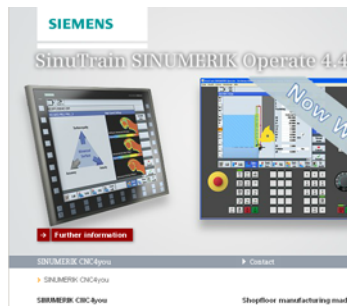 SIEMENS
SinuTrain SINUMERIK Operate 4.4
Now w
Further information
SINUMERIK CNC4you
Contact
SINUMERIK CNC4you
SINUMERIK CNC4you
Shopfloor manufacturing mad